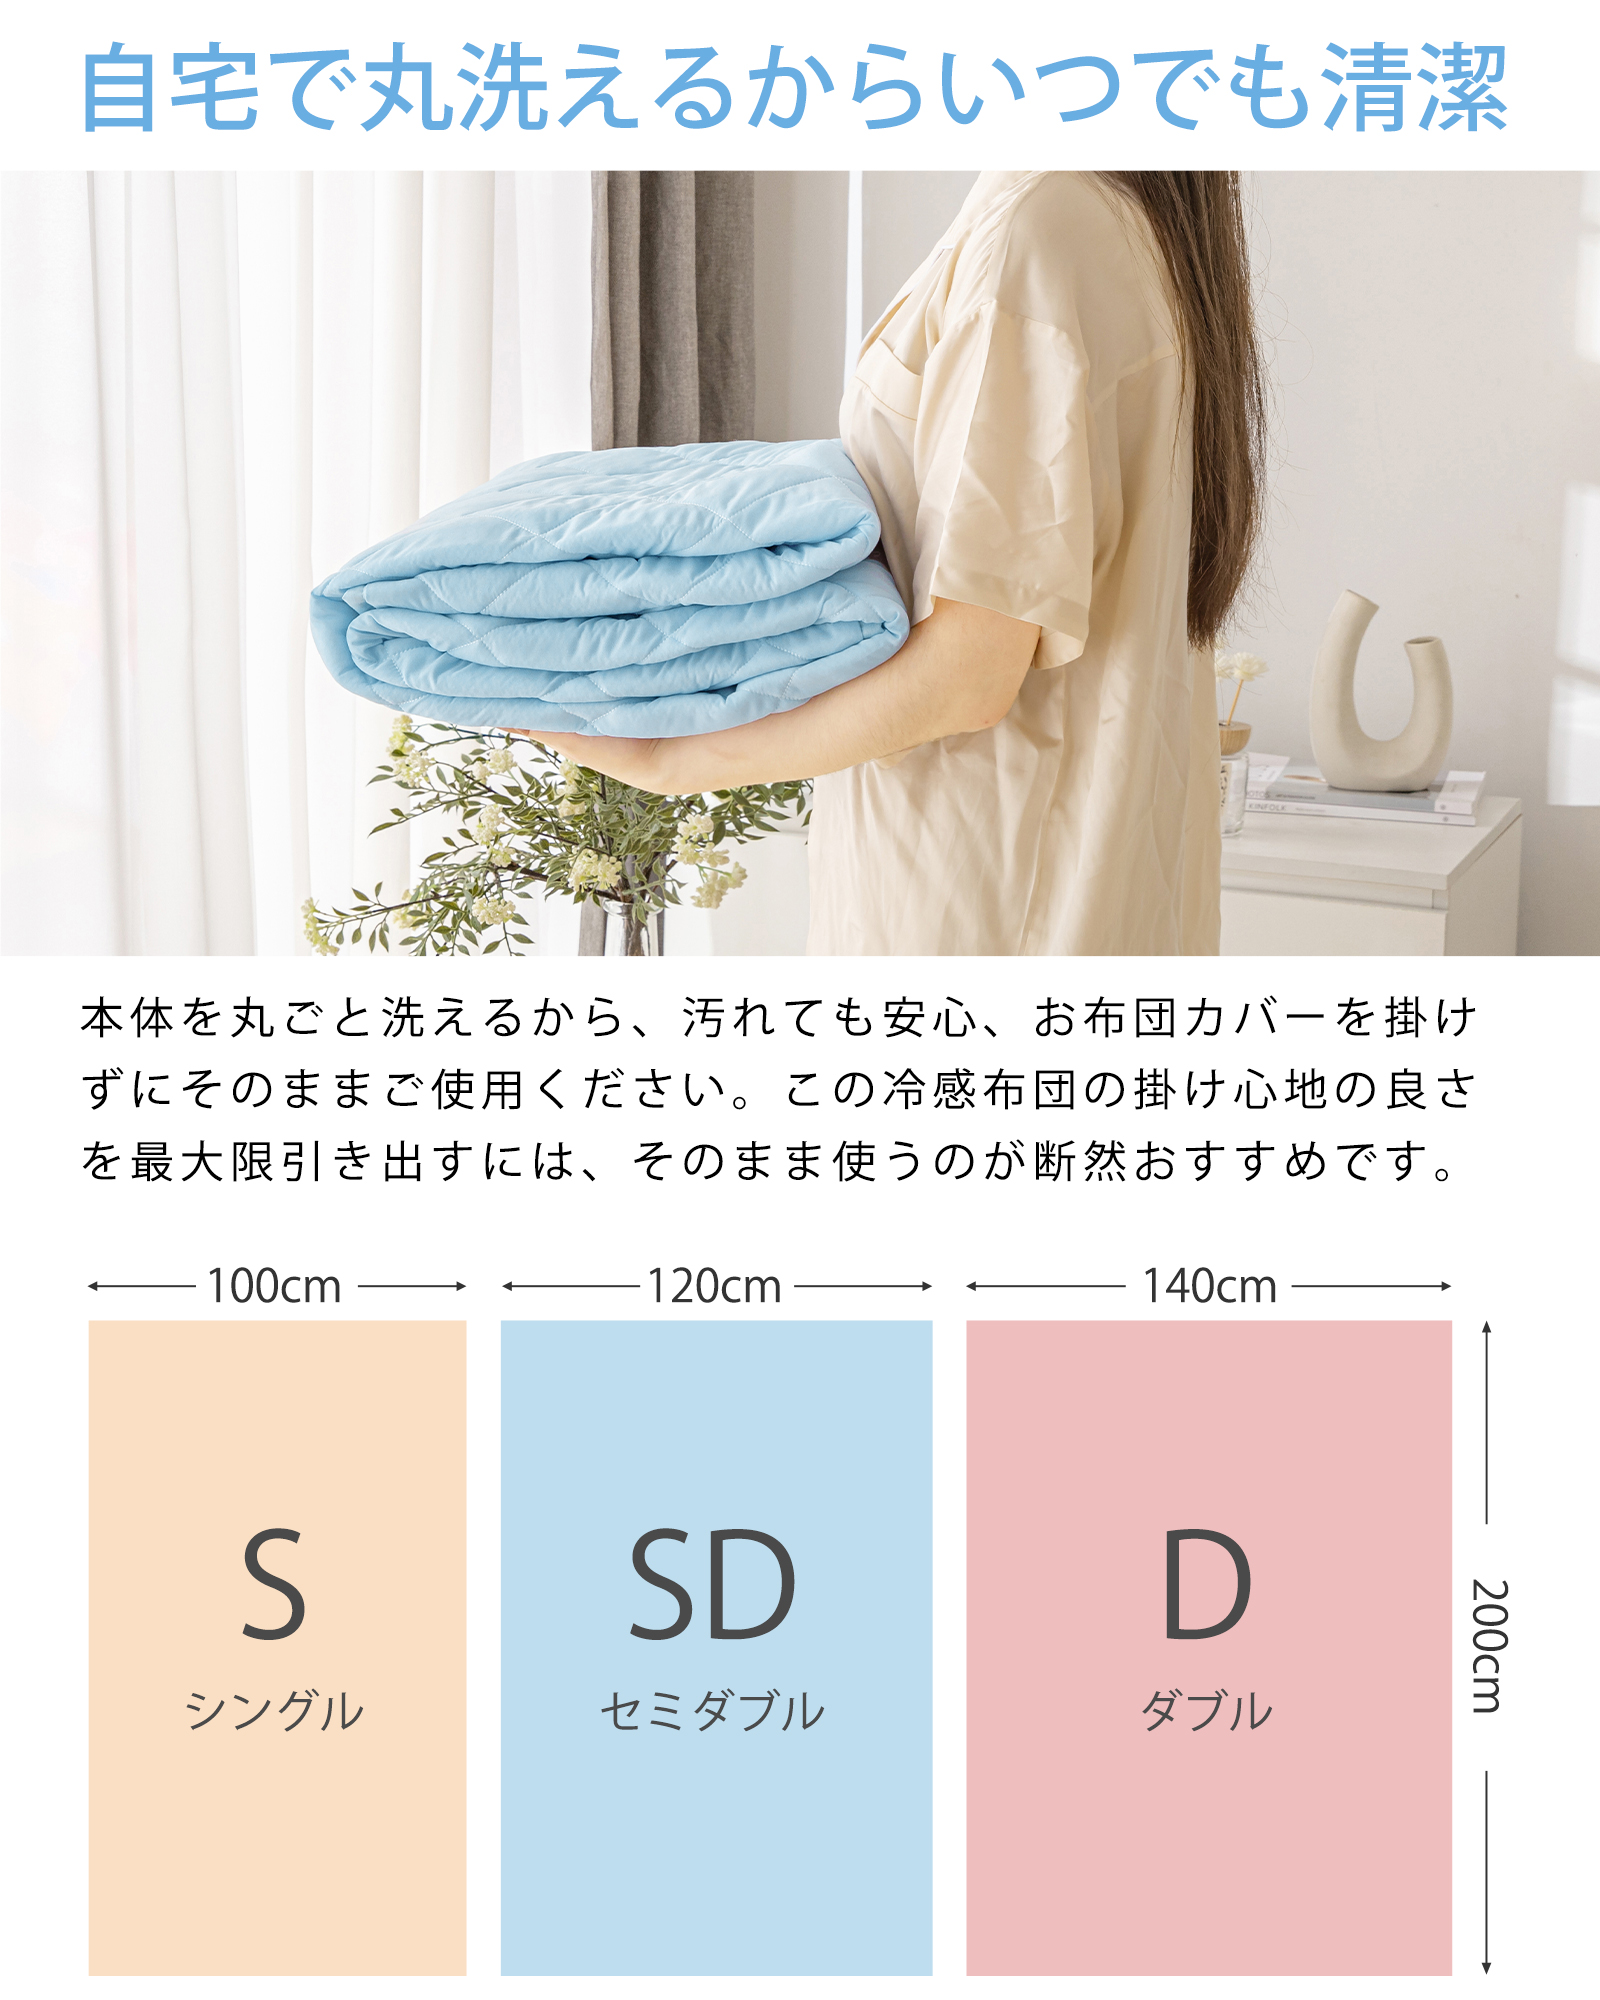 自宅で丸洗えるからいつでも清潔
KINFOLK
本体を丸ごと洗えるから、汚れても安心、お布団カバーを掛け
ずにそのままご使用ください。この冷感布団の掛け心地の良さ
を最大限引き出すには、そのまま使うのが断然おすすめです。
100cm
120cm
140cm
S
シングル
SD
セミダブル
D
ダブル
200cm